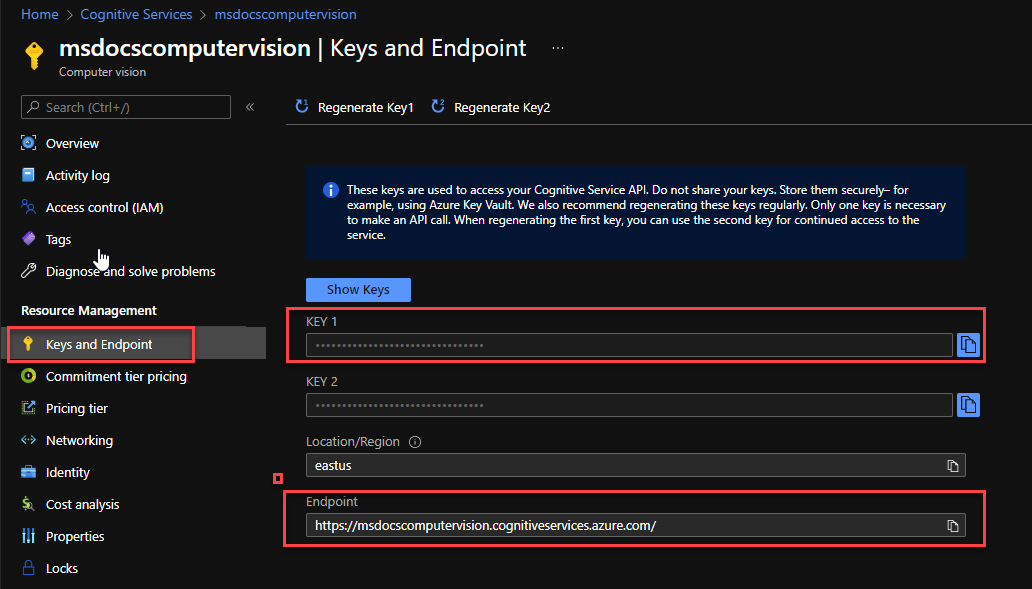 Home > Cognitive Services > msdocscomputervision
msdocscomputervision | Keys and Endpoint ...
Computer vision
Search (Ctrl+/) «
Regenerate Key1 Regenerate Key2
Overview
Activity log
Access control (IAM)
Tags
Diagnose and solve problems
Resource Management
Keys and Endpoint
Commitment tier pricing
Pricing tier
Networking
Identity
Cost analysis
Properties
Locks
These keys are used to access your Cognitive Service API. Do not share your keys. Store them securely– for
example, using Azure Key Vault. We also recommend regenerating these keys regularly. Only one key is necessary
to make an API call. When regenerating the first key, you can use the second key for continued access to the
service.
Show Keys
KEY 1
••••••••••••••••••••••••••••••••
KEY 2
••••••••••••••••••••••••••••••••
Location/Region
eastus
Endpoint
https://msdocscomputervision.cognitiveservices.azure.com/